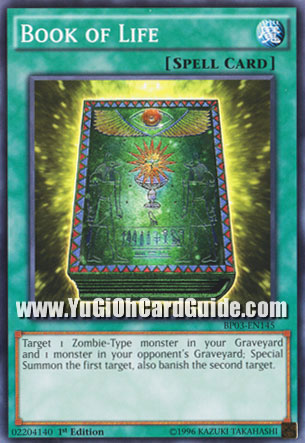 Book of Life
[Spell Card]
www.YuGiOhCardGuide.com
BP03-EN145
Target 1 Zombie-Type monster in your Graveyard
and 1 monster in your opponent's Graveyard; Special
Summon the first target, also banish the second target.
02204140
1st Edition
©1996 KAZUKI TAKAHASHI